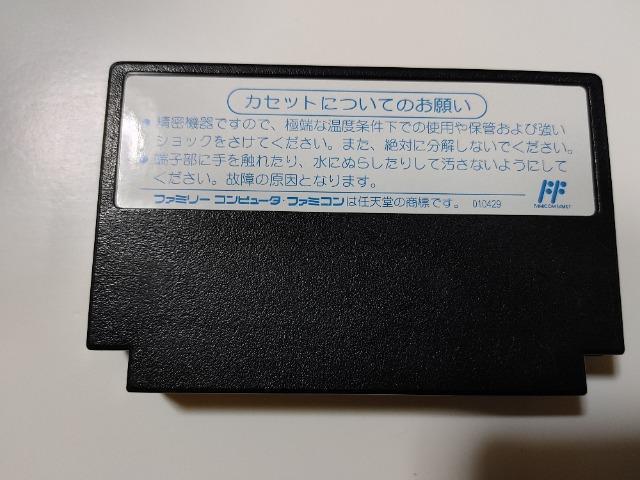 カセットについてのお願い
● 精密機器ですので、極端な温度条件下での使用や保管および強い
ショックをさけてください。また、絶対に分解しないでください。
● 端子部に手を触れたり、水にぬらしたりして汚さないようにして
ください。故障の原因となります。
ファミリー コンピュータ・ファミコンは任天堂の商標です。 010429